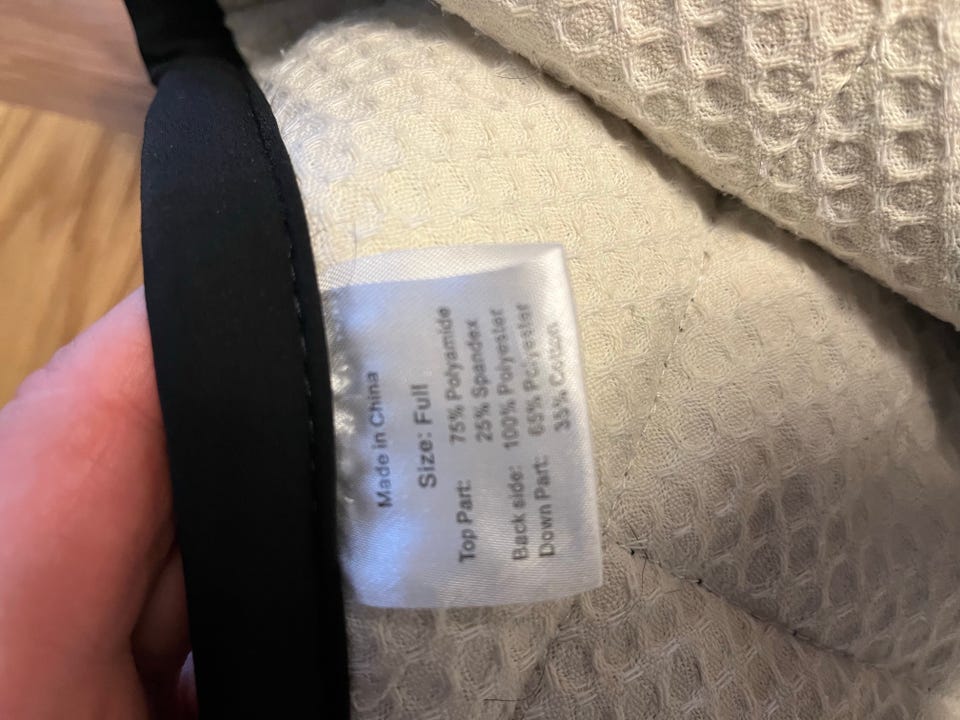 Made in China
Size: Full
Top Part: 75% Polyamide
25% Spandex
Back side: 100% Polyester
Down Part: 65% Polyester
35% Cotton